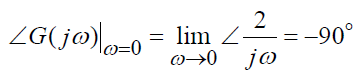 ∠G(jω)|ω=0 = lim ω→0 ∠ 2/jω = −90°